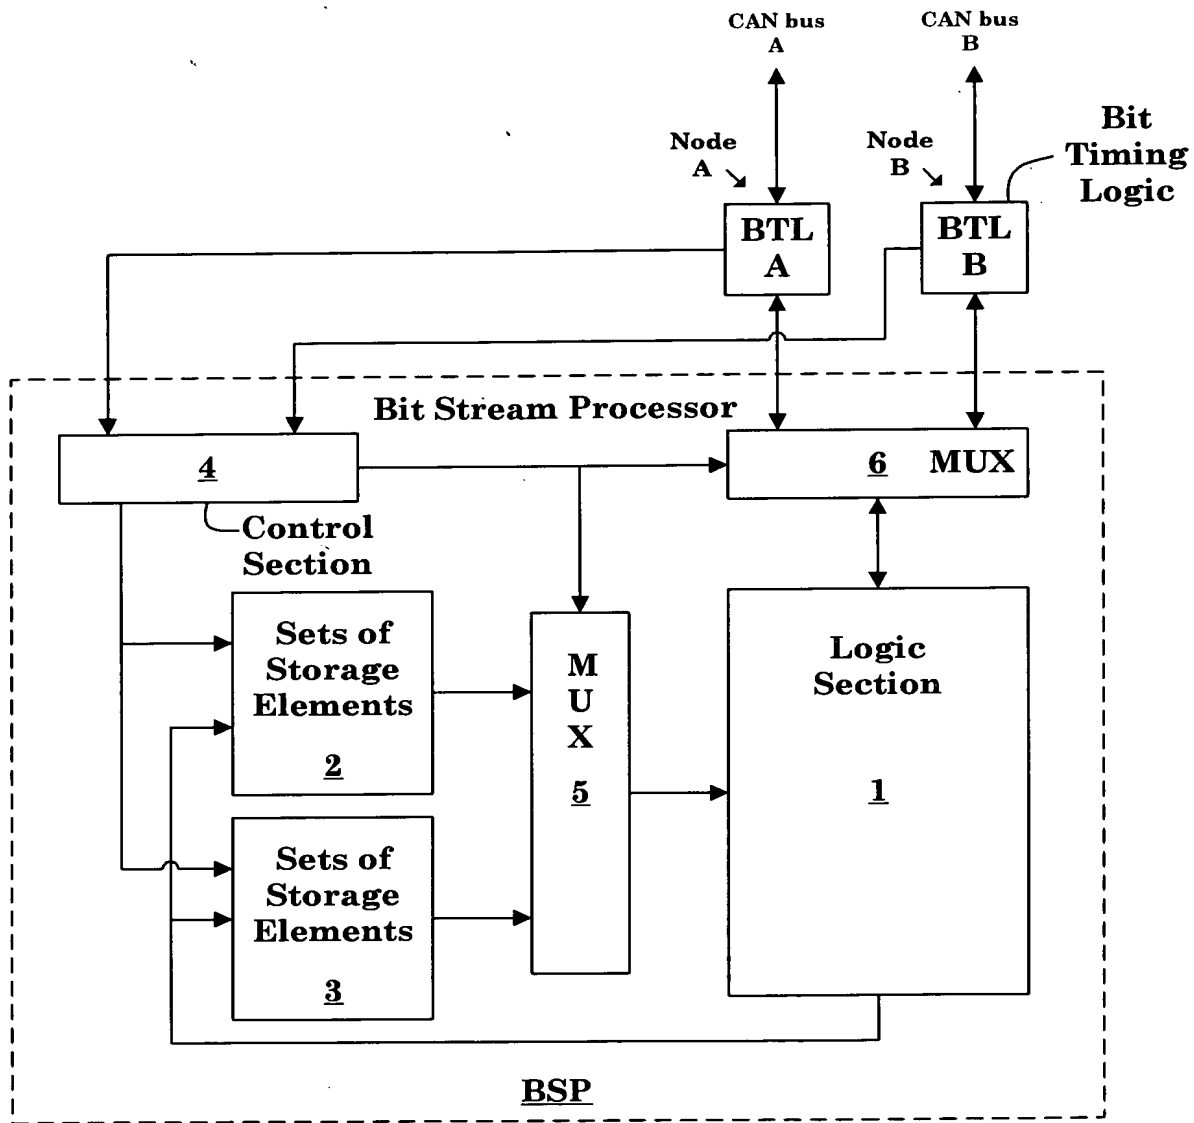 CAN bus
A
CAN bus
B
Node
A
Node
B
Bit
Timing
Logic
BTL
A
BTL
B
Bit Stream Processor
4
6 MUX
Control
Section
Sets of
Storage
Elements
2
M
U
X
5
Logic
Section
1
Sets of
Storage
Elements
3
BSP